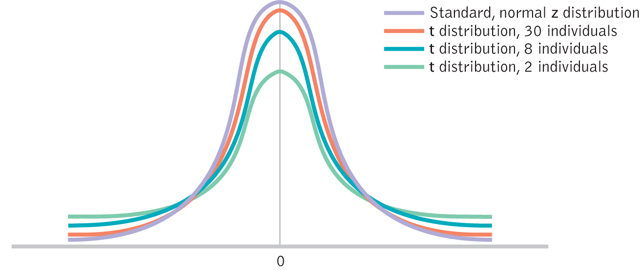 Standard, normal z distribution
t distribution, 30 individuals
t distribution, 8 individuals
t distribution, 2 individuals
0